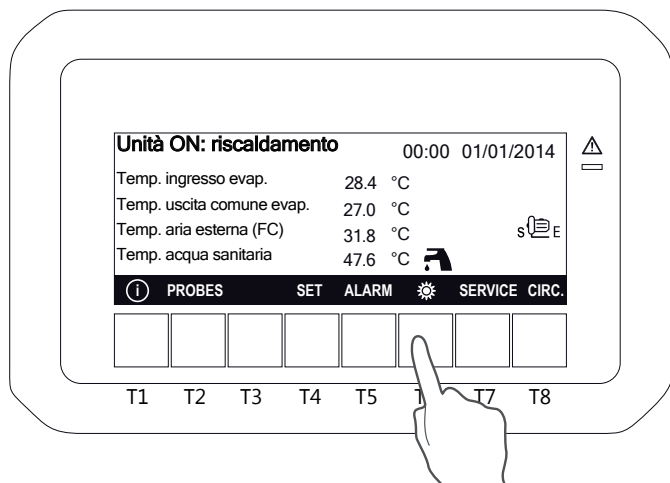 Unità ON: riscaldamento 00:00 01/01/2014
Temp. ingresso evap. 28.4 °C
Temp. uscita comune evap. 27.0 °C
Temp. aria esterna (FC) 31.8 °C S E
Temp. acqua sanitaria 47.6 °C
i PROBES SET ALARM SERVICE CIRC.
T1 T2 T3 T4 T5 T7 T8